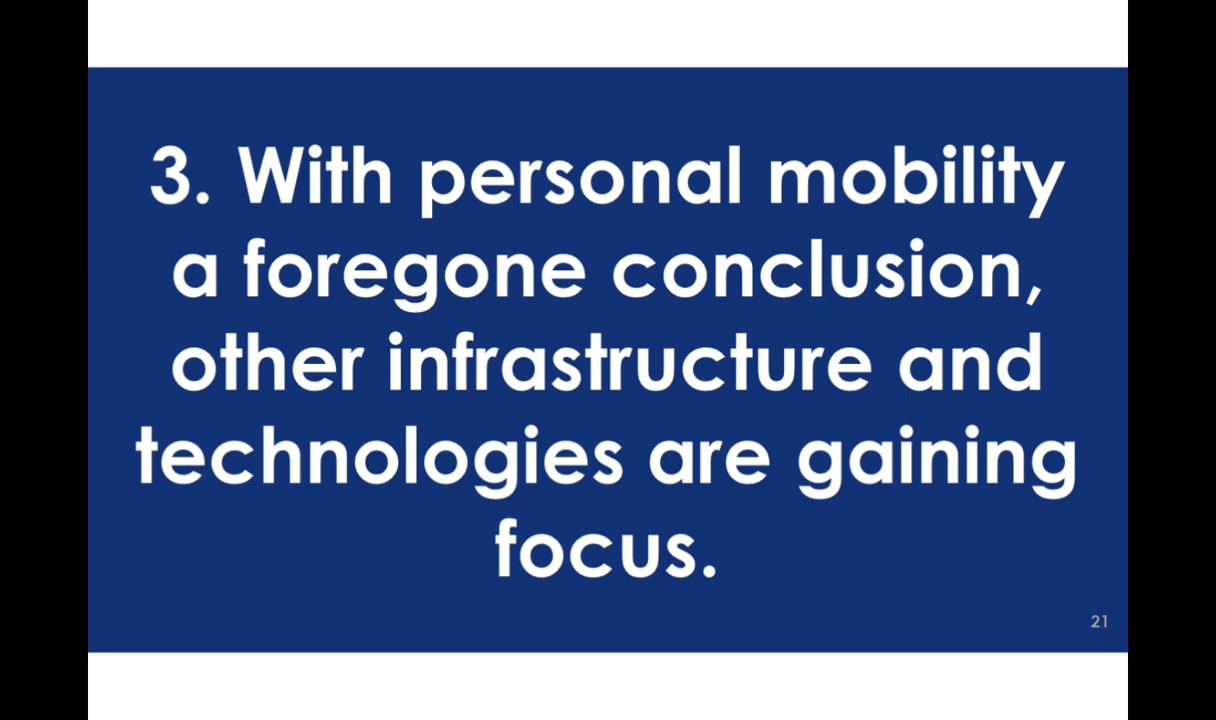 3. With personal mobility
a foregone conclusion,
other infrastructure and
technologies are gaining
focus.
21